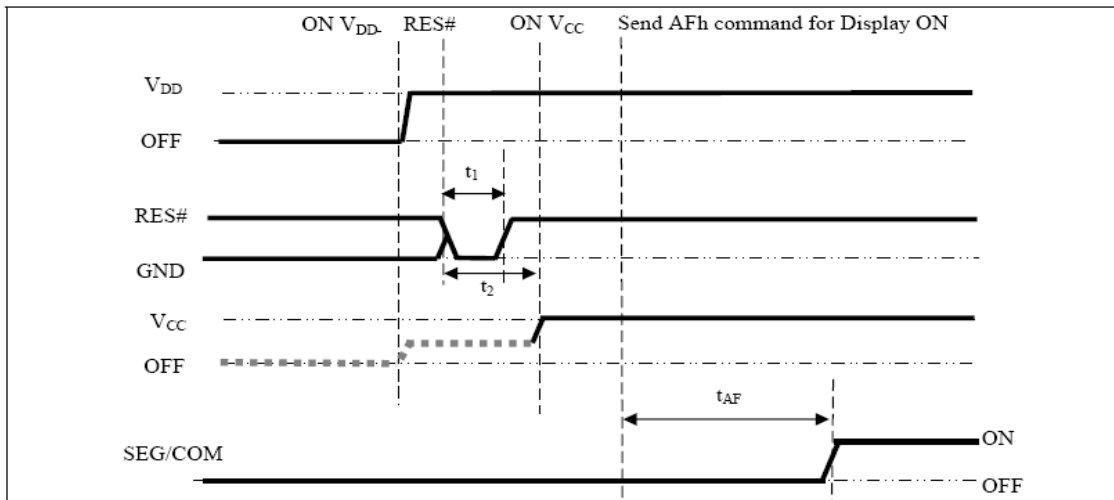 ON VDD- RES# ON VCC Send AFh command for Display ON
VDD
OFF
t1
RES#
GND
t2
VCC
OFF
tAF
SEG/COM
ON
OFF